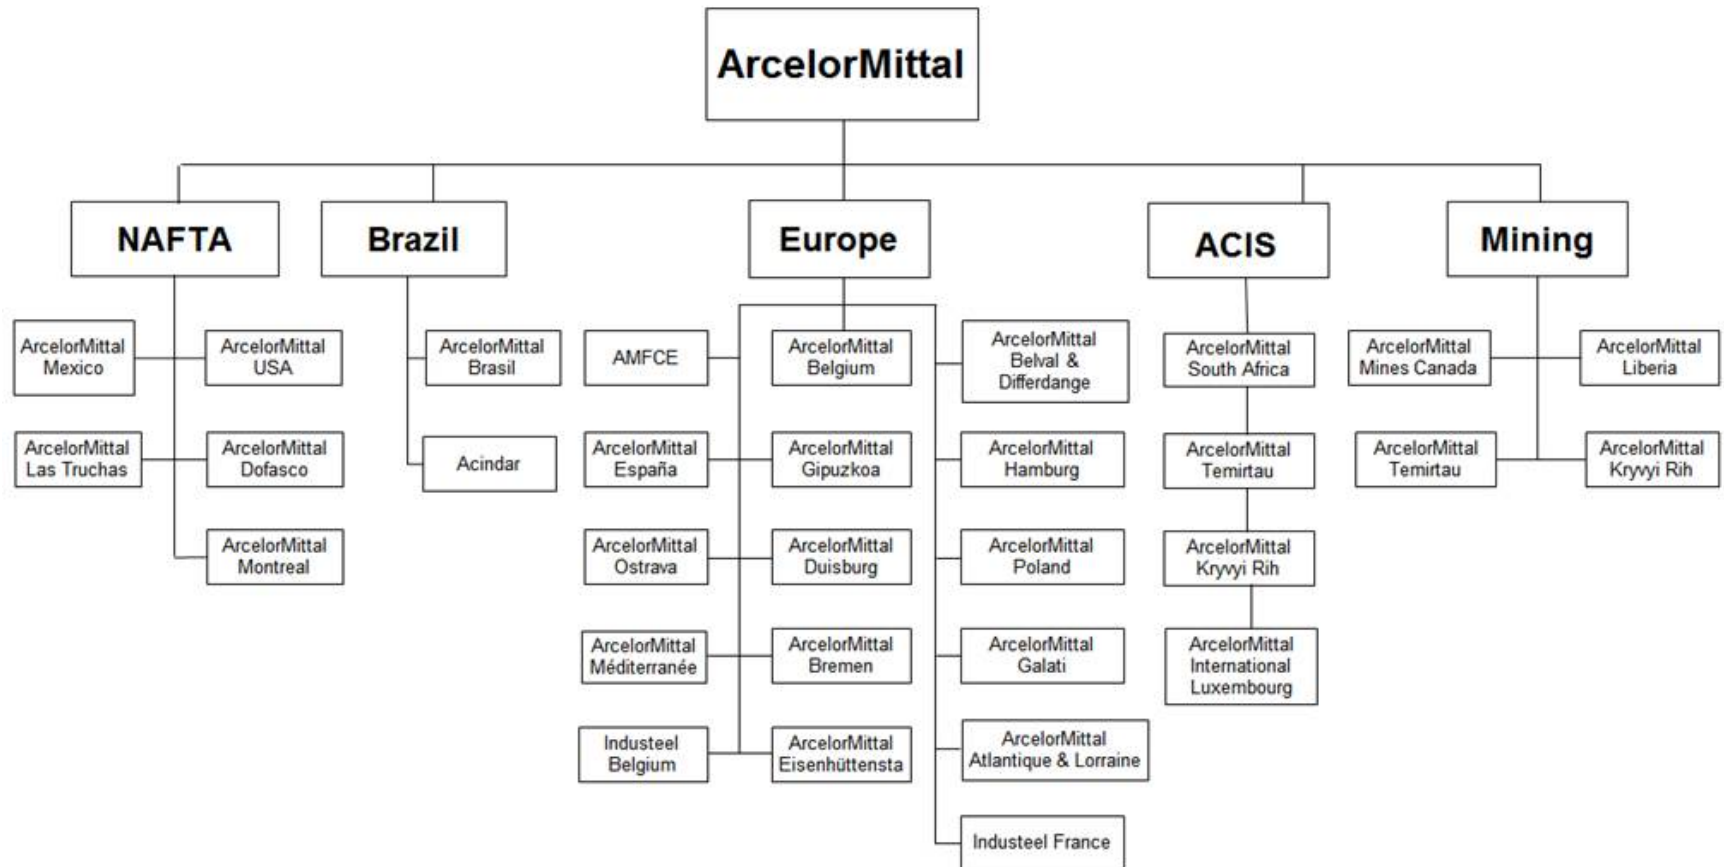 ArcelorMittal
NAFTA
Brazil
Europe
ACIS
Mining
ArcelorMittal
Mexico
ArcelorMittal
USA
ArcelorMittal
Las Truchas
ArcelorMittal
Dofasco
ArcelorMittal
Montreal
ArcelorMittal
Brasil
Acindar
AMFCE
ArcelorMittal
Belgium
ArcelorMittal
Belval &
Differdange
ArcelorMittal
España
ArcelorMittal
Gipuzkoa
ArcelorMittal
Hamburg
ArcelorMittal
Ostrava
ArcelorMittal
Duisburg
ArcelorMittal
Poland
ArcelorMittal
Méditerranée
ArcelorMittal
Bremen
ArcelorMittal
Galati
Industeel
Belgium
ArcelorMittal
Eisenhüttensta
ArcelorMittal
Atlantique & Lorraine
Industeel France
ArcelorMittal
South Africa
ArcelorMittal
Temirtau
ArcelorMittal
Kryvyi Rih
ArcelorMittal
International
Luxembourg
ArcelorMittal
Mines Canada
ArcelorMittal
Liberia
ArcelorMittal
Temirtau
ArcelorMittal
Kryvyi Rih